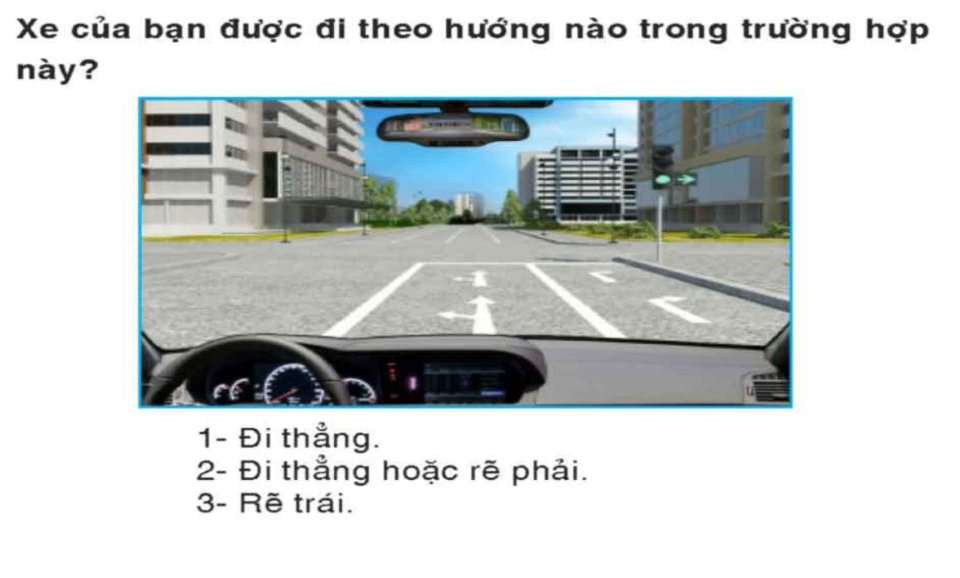 Xe của bạn được đi theo hướng nào trong trường hợp
này?
1- Đi thẳng.
2- Đi thẳng hoặc rẽ phải.
3- Rẽ trái.